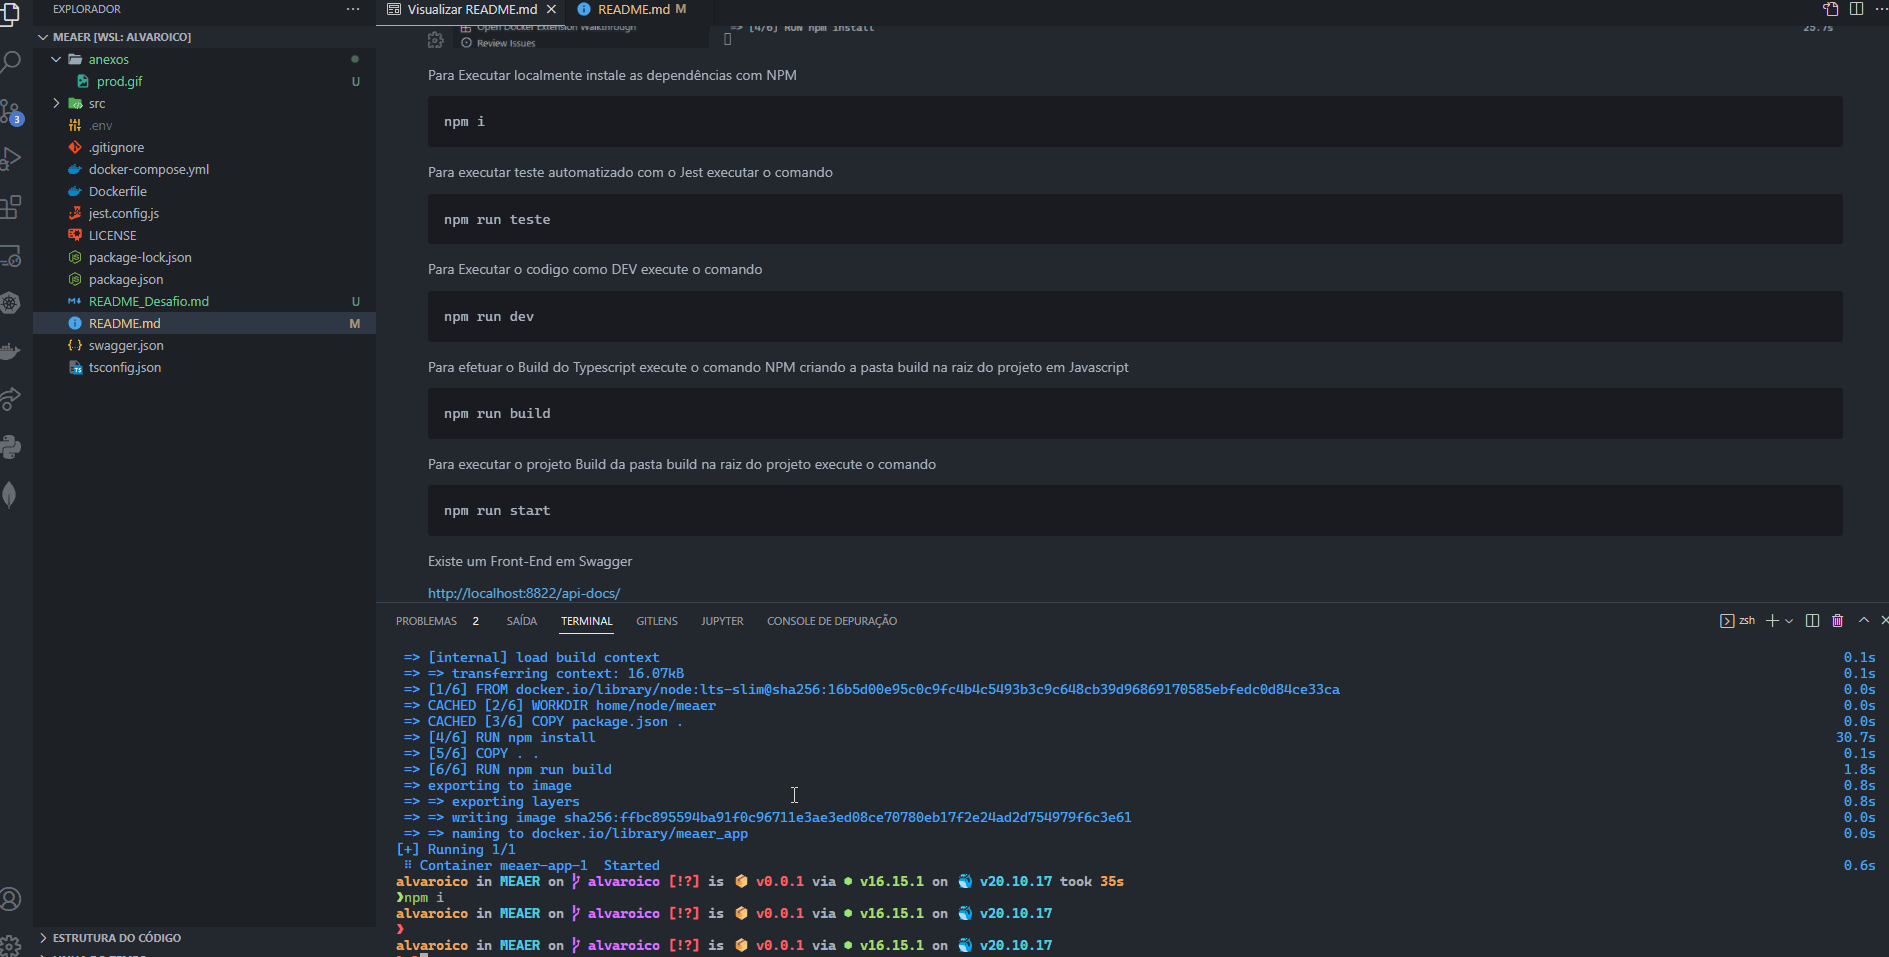 EXPLORADOR
Visualizar README.md
README.md M
MEAER [WSL: ALVAROICO]
anexos
prod.gif U
src
.env
.gitignore
docker-compose.yml
Dockerfile
jest.config.js
LICENSE
package-lock.json
package.json
README_Desafio.md U
README.md M
swagger.json
tsconfig.json
3
ESTRUTURA DO CÓDIGO
Open Docker Extension Walkthrough
Review Issues
=> [4/6] RUN npm install 25.7s
Para Executar localmente instale as dependências com NPM
npm i
Para executar teste automatizado com o Jest executar o comando
npm run teste
Para Executar o codigo como DEV execute o comando
npm run dev
Para efetuar o Build do Typescript execute o comando NPM criando a pasta build na raiz do projeto em Javascript
npm run build
Para executar o projeto Build da pasta build na raiz do projeto execute o comando
npm run start
Existe um Front-End em Swagger
http://localhost:8822/api-docs/
PROBLEMAS 2 SAÍDA TERMINAL GITLENS JUPYTER CONSOLE DE DEPURAÇÃO zsh
=> [internal] load build context 0.1s
=> => transferring context: 16.07kB 0.1s
=> [1/6] FROM docker.io/library/node:lts-slim@sha256:16b5d00e95c0c9fc4b4c5493b3c9c648cb39d96869170585ebfedc0d84ce33ca 0.0s
=> CACHED [2/6] WORKDIR home/node/meaer 0.0s
=> CACHED [3/6] COPY package.json . 0.0s
=> [4/6] RUN npm install 30.7s
=> [5/6] COPY . . 0.1s
=> [6/6] RUN npm run build 1.8s
=> exporting to image 0.8s
=> => exporting layers 0.8s
=> => writing image sha256:ffbc895594ba91f0c96711e3ae3ed08ce70780eb17f2e24ad2d754979f6c3e61 0.0s
=> => naming to docker.io/library/meaer_app 0.0s
[+] Running 1/1
⠿ Container meaer-app-1 Started 0.6s
alvaroico in MEAER on alvaroico [!?] is 📦 v0.0.1 via v16.15.1 on 🐳 v20.10.17 took 35s
❯npm i
alvaroico in MEAER on alvaroico [!?] is 📦 v0.0.1 via v16.15.1 on 🐳 v20.10.17
❯
alvaroico in MEAER on alvaroico [!?] is 📦 v0.0.1 via v16.15.1 on 🐳 v20.10.17